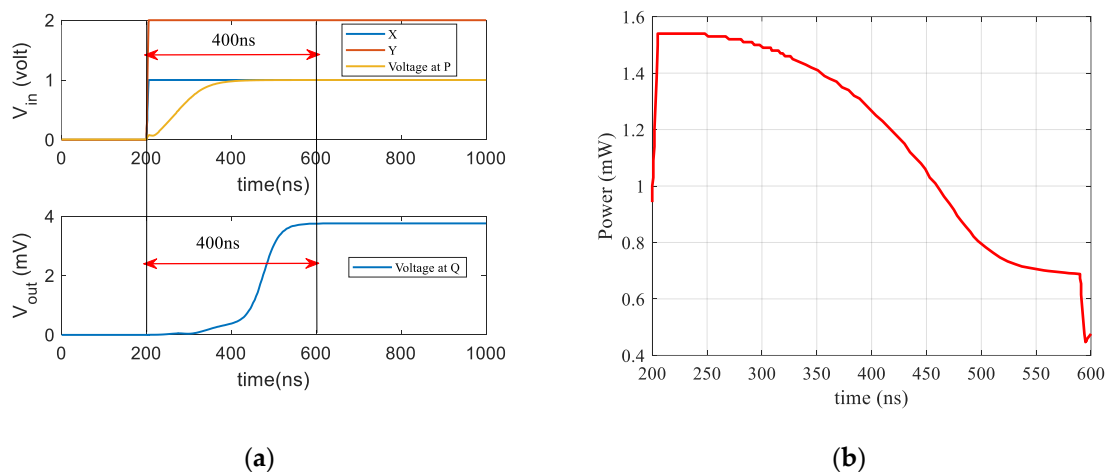 2
1
0
V_in (volt)
400ns
X
Y
Voltage at P
0 200 400 600 800 1000
time(ns)
4
2
0
V_out (mV)
400ns
Voltage at Q
0 200 400 600 800 1000
time(ns)
(a)
1.6
1.4
1.2
1
0.8
0.6
0.4
Power (mW)
200 250 300 350 400 450 500 550 600
time (ns)
(b)